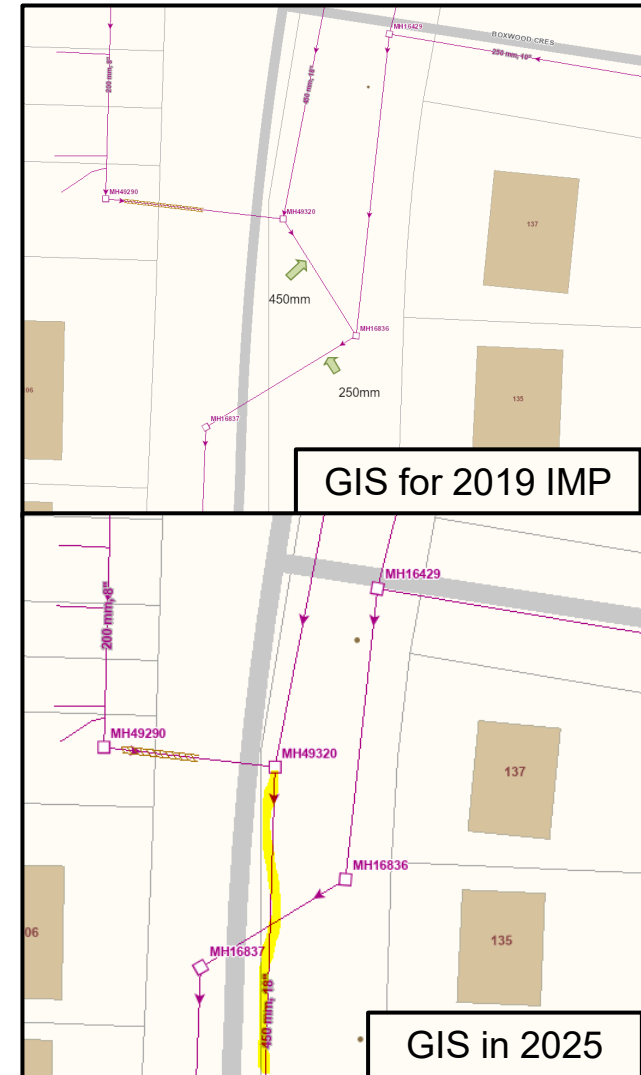 MH16429
BOXWOOD CRES
250 mm, 10"
200 mm, 8"
450 mm, 18"
MH49290
MH49320
137
450mm
MH16836
250mm
135
06
MH16837
GIS for 2019 IMP
MH16429
200 mm, 8"
MH49290
MH49320
137
MH16836
06
135
MH16837
450 mm, 18"
GIS in 2025